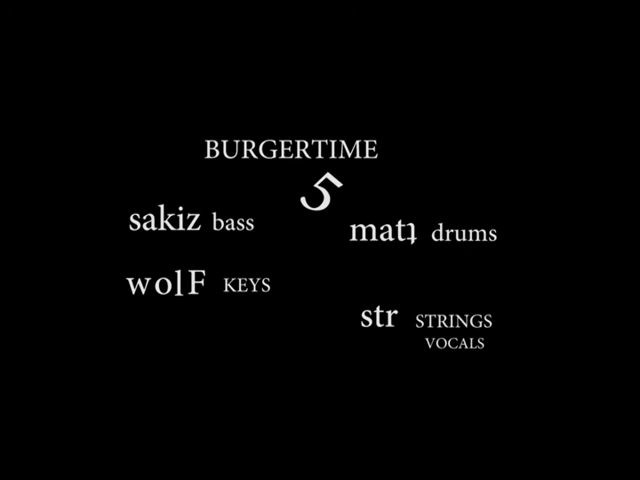 BURGERTIME
5
sakiz bass
matt drums
wolF KEYS
str STRINGS
VOCALS